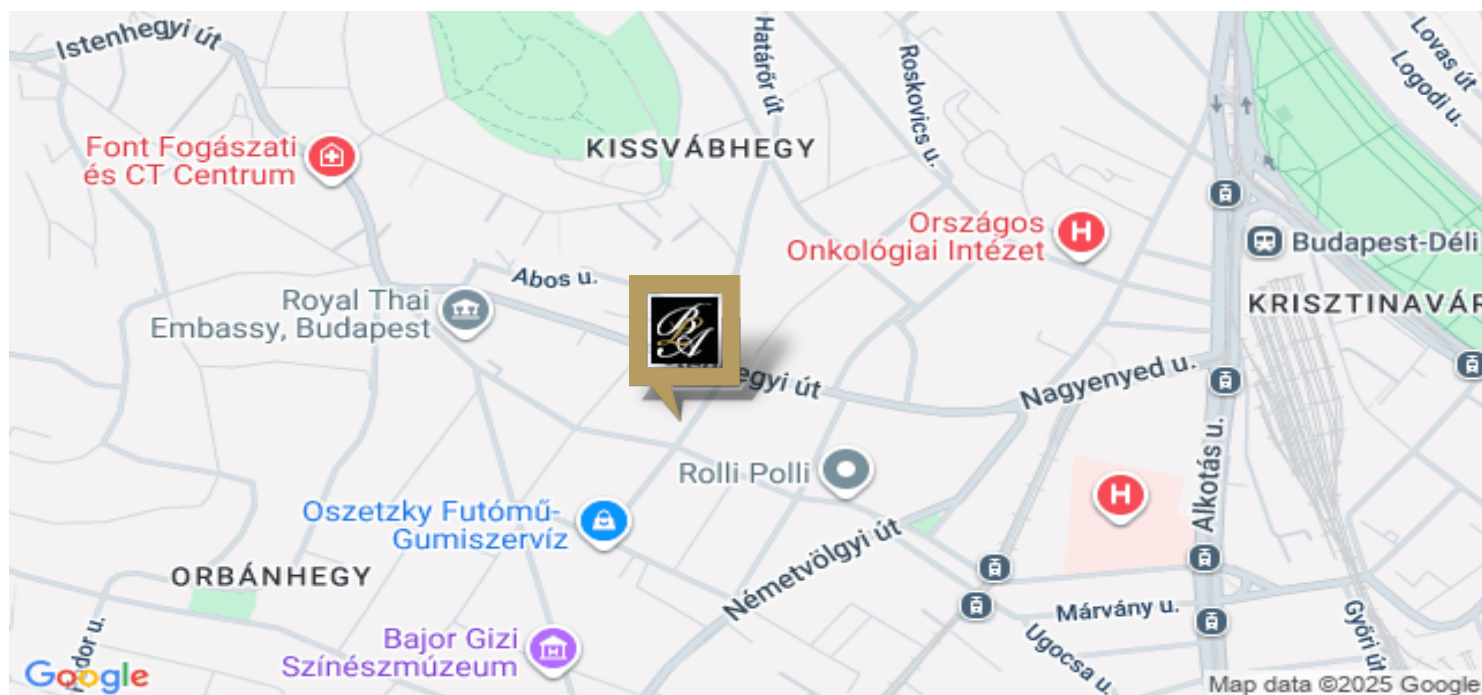 Istenhegyi út
Határőr út
Roskovics u.
Lovas út
Logodi u.
Font Fogászati
és CT Centrum
KISSVÁBHEGY
Országos
Onkológiai Intézet
H
Budapest-Déli
Abos u.
Royal Thai
Embassy, Budapest
KRISZTINAVÁR
BLA
egyi út
Nagyenyed u.
Alkotás u.
Rolli Polli
H
Oszetzky Futómű-
Gumiszervíz
Németvölgyi út
ORBÁNHEGY
Márvány u.
Ugocsa u.
Győri út
dor u.
Bajor Gizi
Színészmúzeum
Google
Map data ©2025 Google